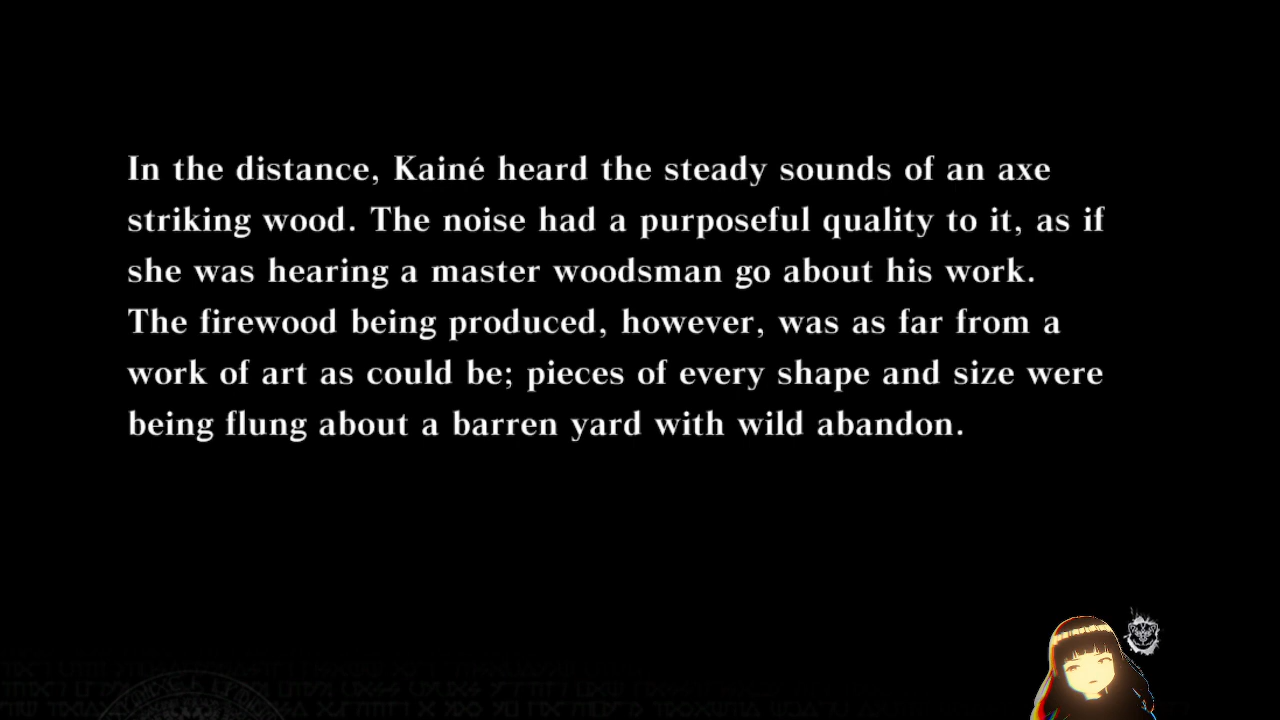 In the distance, Kainé heard the steady sounds of an axe
striking wood. The noise had a purposeful quality to it, as if
she was hearing a master woodsman go about his work.
The firewood being produced, however, was as far from a
work of art as could be; pieces of every shape and size were
being flung about a barren yard with wild abandon.